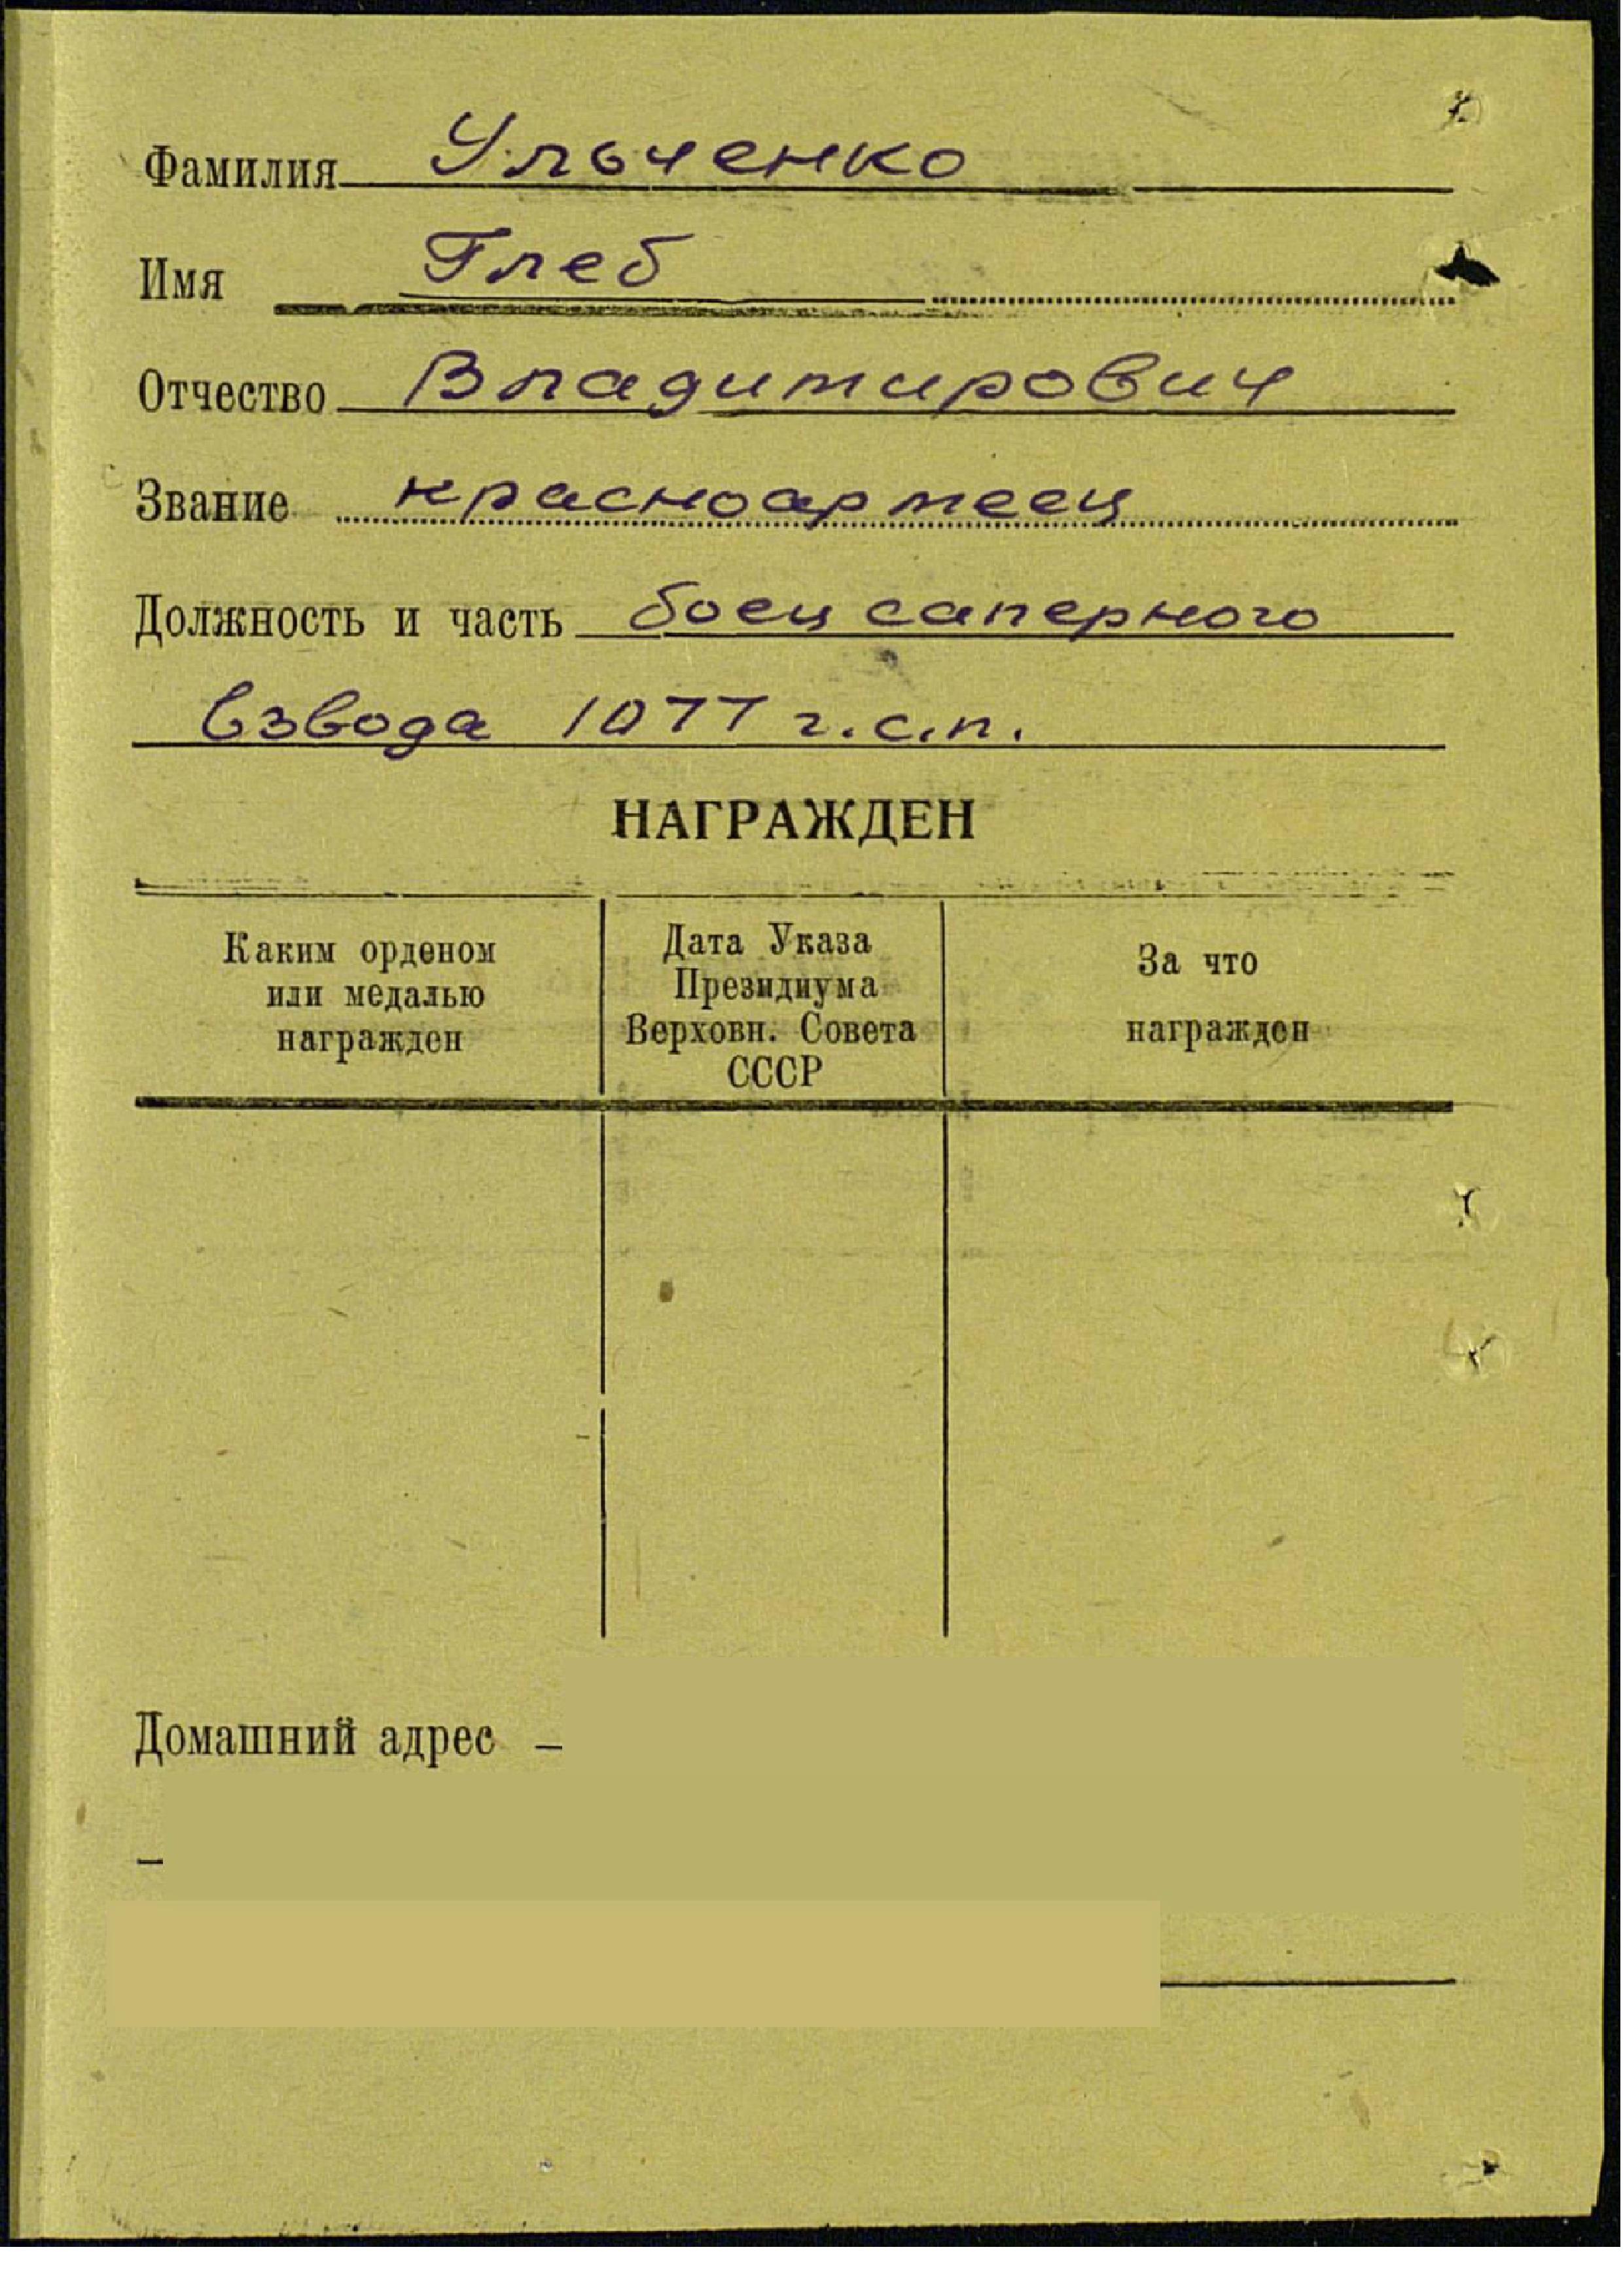 Фамилия Ульченко
Имя Глеб
Отчество Владимирович
Звание красноармеец
Должность и часть боец саперного
взвода 1077 г.с.п.
НАГРАЖДЕН
Каким орденом
или медалью
награжден
Дата Указа
Президиума
Верховн. Совета
СССР
За что
награжден
Домашний адрес